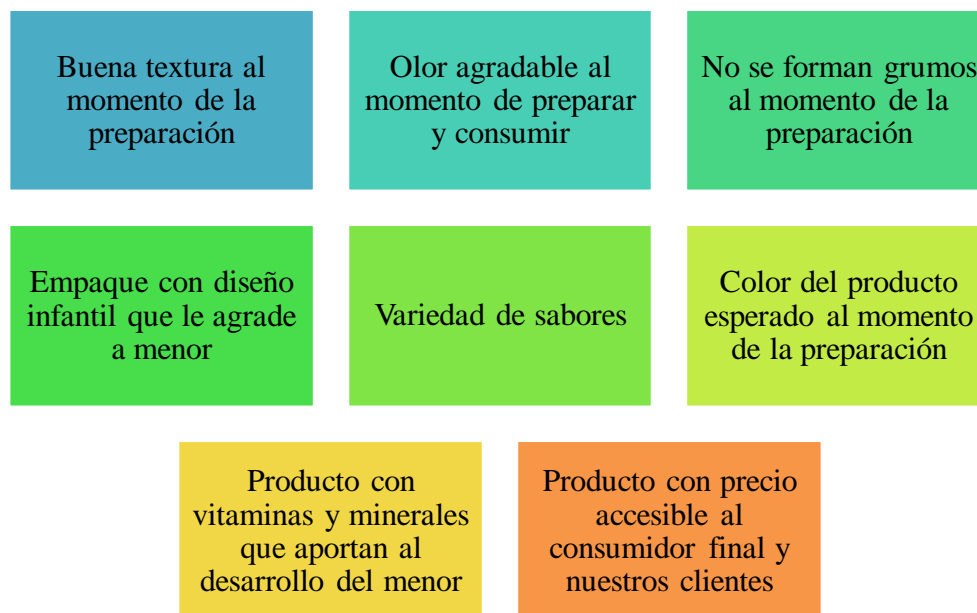 Buena textura al
momento de la
preparación
Olor agradable al
momento de preparar
y consumir
No se forman grumos
al momento de la
preparación
Empaque con diseño
infantil que le agrade
a menor
Variedad de sabores
Color del producto
esperado al momento
de la preparación
Producto con
vitaminas y minerales
que aportan al
desarrollo del menor
Producto con precio
accesible al
consumidor final y
nuestros clientes